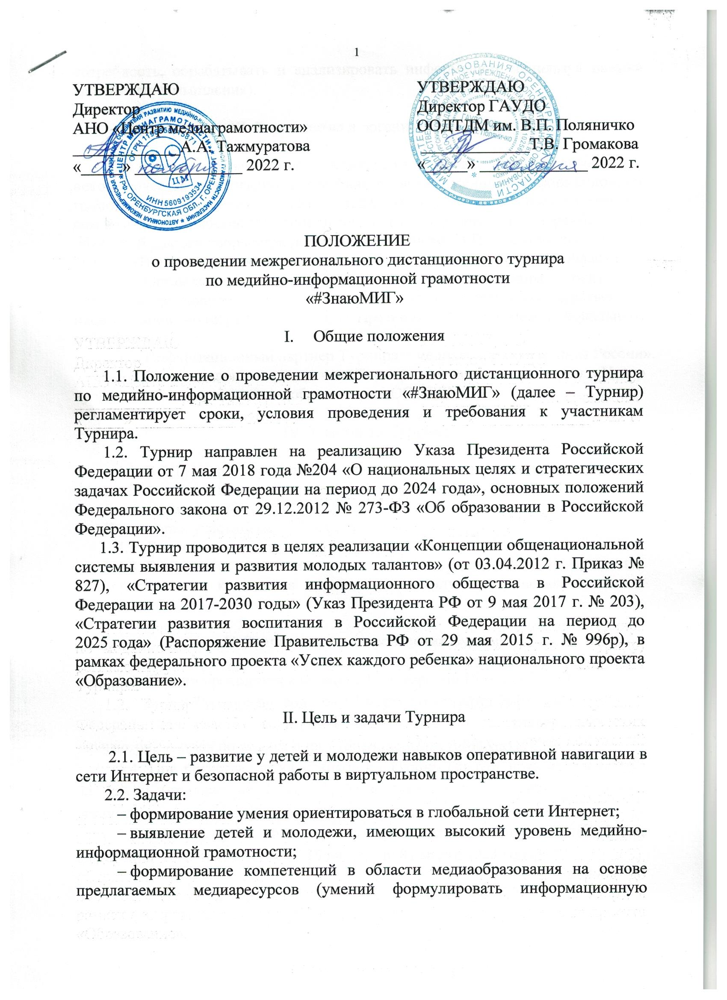 1
УТВЕРЖДАЮ
Директор
АНО «Центр медиаграмотности»
А.А. Тажмуратова
«01» ноября 2022 г.
УТВЕРЖДАЮ
Директор ГАУДО
ООДТДМ им. В.П. Поляничко
Т.В. Громакова
«01» ноября 2022 г.
«ЦЕНТР МЕДИАГРАМОТНОСТИ»
РФ, ОРЕНБУРГСКАЯ ОБЛ., Г. ОРЕНБУРГ
ИНН 5609193534
ЦМ
ПОЛОЖЕНИЕ
о проведении межрегионального дистанционного турнира
по медийно-информационной грамотности
«#ЗнаюМИГ»
I. Общие положения
1.1. Положение о проведении межрегионального дистанционного турнира
по медийно-информационной грамотности «#ЗнаюМИГ» (далее – Турнир)
регламентирует сроки, условия проведения и требования к участникам
Турнира.
1.2. Турнир направлен на реализацию Указа Президента Российской
Федерации от 7 мая 2018 года №204 «О национальных целях и стратегических
задачах Российской Федерации на период до 2024 года», основных положений
Федерального закона от 29.12.2012 № 273-ФЗ «Об образовании в Российской
Федерации».
1.3. Турнир проводится в целях реализации «Концепции общенациональной
системы выявления и развития молодых талантов» (от 03.04.2012 г. Приказ №
827), «Стратегии развития информационного общества в Российской
Федерации на 2017-2030 годы» (Указ Президента РФ от 9 мая 2017 г. № 203),
«Стратегии развития воспитания в Российской Федерации на период до
2025 года» (Распоряжение Правительства РФ от 29 мая 2015 г. № 996р), в
рамках федерального проекта «Успех каждого ребенка» национального проекта
«Образование».
II. Цель и задачи Турнира
2.1. Цель – развитие у детей и молодежи навыков оперативной навигации в
сети Интернет и безопасной работы в виртуальном пространстве.
2.2. Задачи:
– формирование умения ориентироваться в глобальной сети Интернет;
– выявление детей и молодежи, имеющих высокий уровень медийно-
информационной грамотности;
– формирование компетенций в области медиаобразования на основе
предлагаемых медиаресурсов (умений формулировать информационную